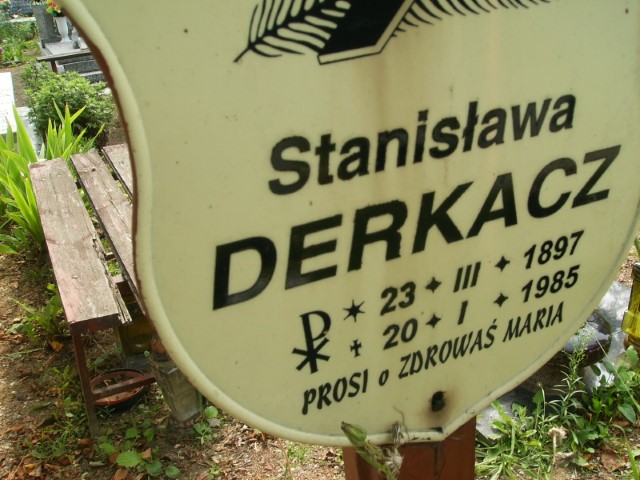 Stanisława
DERKACZ
☧ * 23 ✦ III ✦ 1897
✝ 20 ✦ I ✦ 1985
PROSI o ZDROWAŚ MARIA